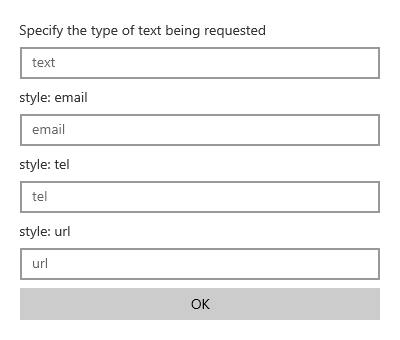 Specify the type of text being requested
text
style: email
email
style: tel
tel
style: url
url
OK